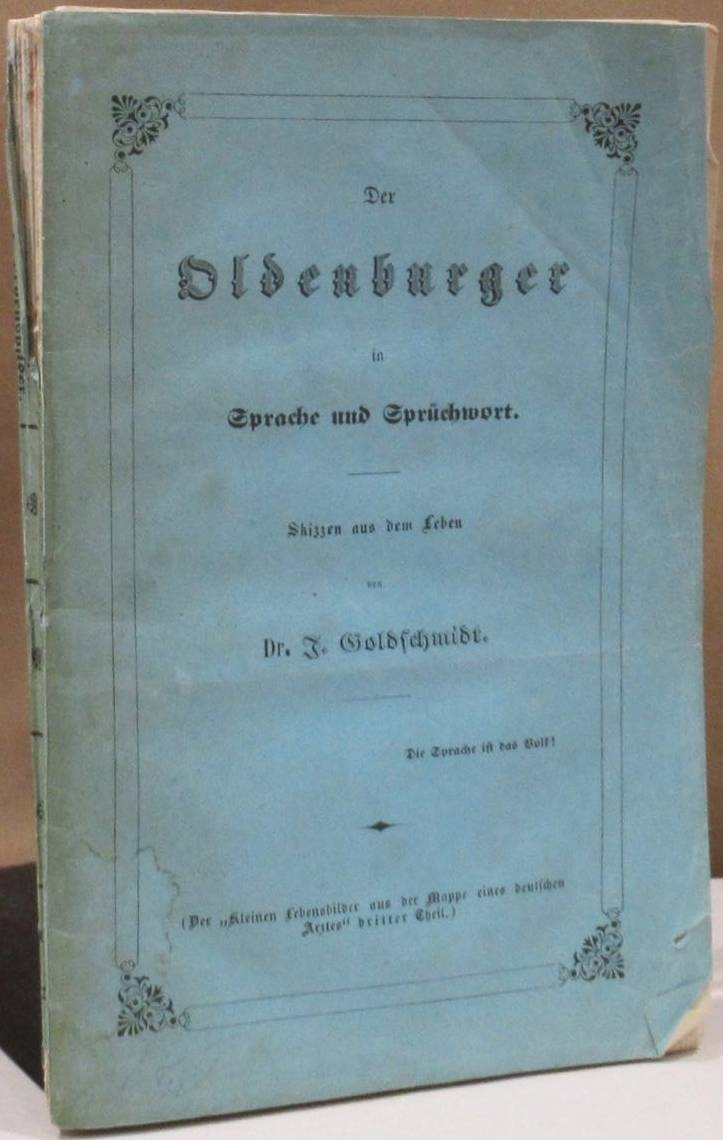 Der
Oldenburger
in
Sprache und Sprüchwort.
Skizzen aus dem Leben
von
Dr. J. Goldschmidt.
Die Sprache ist das Volk!
(Der „Kleinen Lebensbilder aus der Mappe eines deutschen
Arztes“ dritter Theil.)